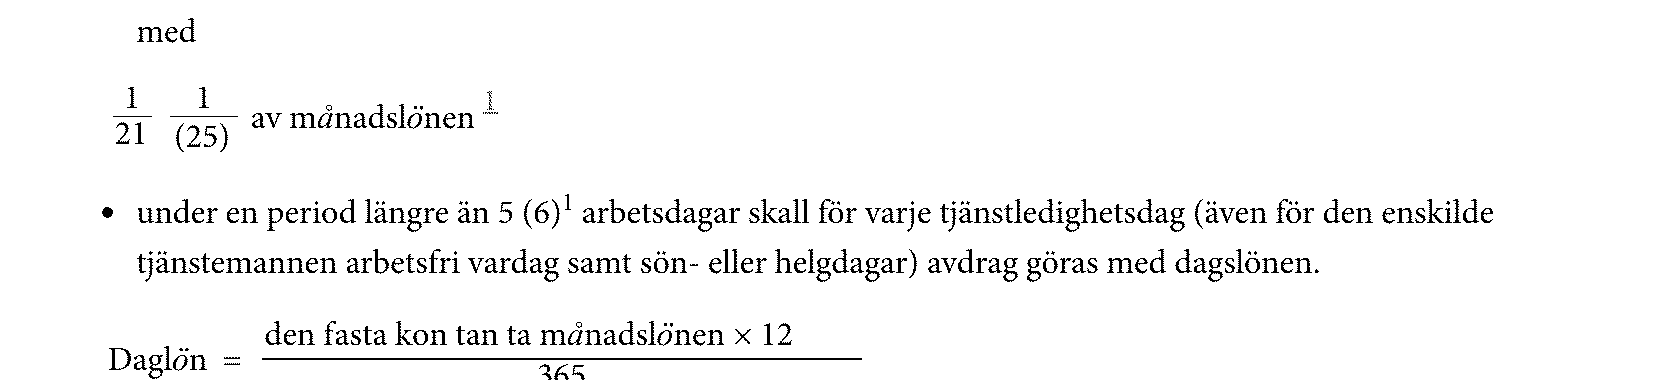 med
1/21 1/(25) av månadslönen 1
• under en period längre än 5 (6)¹ arbetsdagar skall för varje tjänstledighetsdag (även för den enskilde
tjänstemannen arbetsfri vardag samt sön- eller helgdagar) avdrag göras med dagslönen.
den fasta kon tan ta månadslönen × 12
Daglön =
365